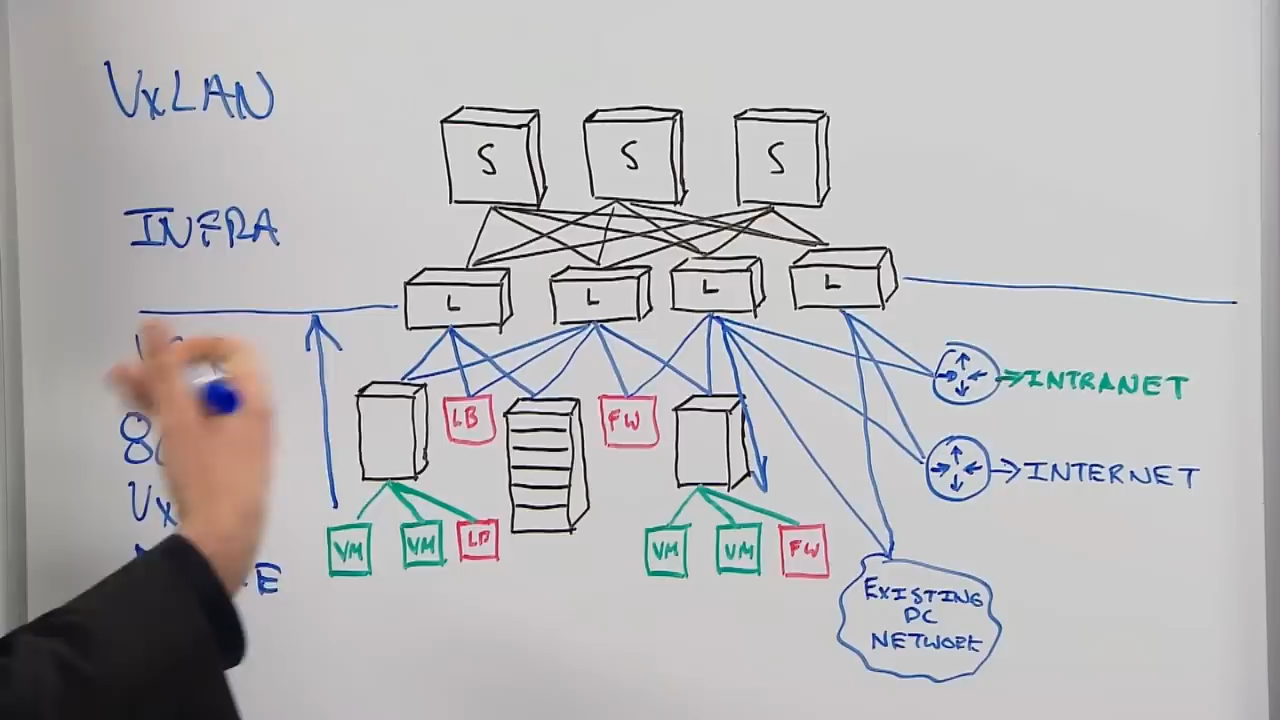 VxLAN
S
S
S
INFRA
L
L
L
L
LB
FW
INTRANET
INTERNET
VM
VM
LB
VM
VM
FW
EXISTING
DC
NETWORK